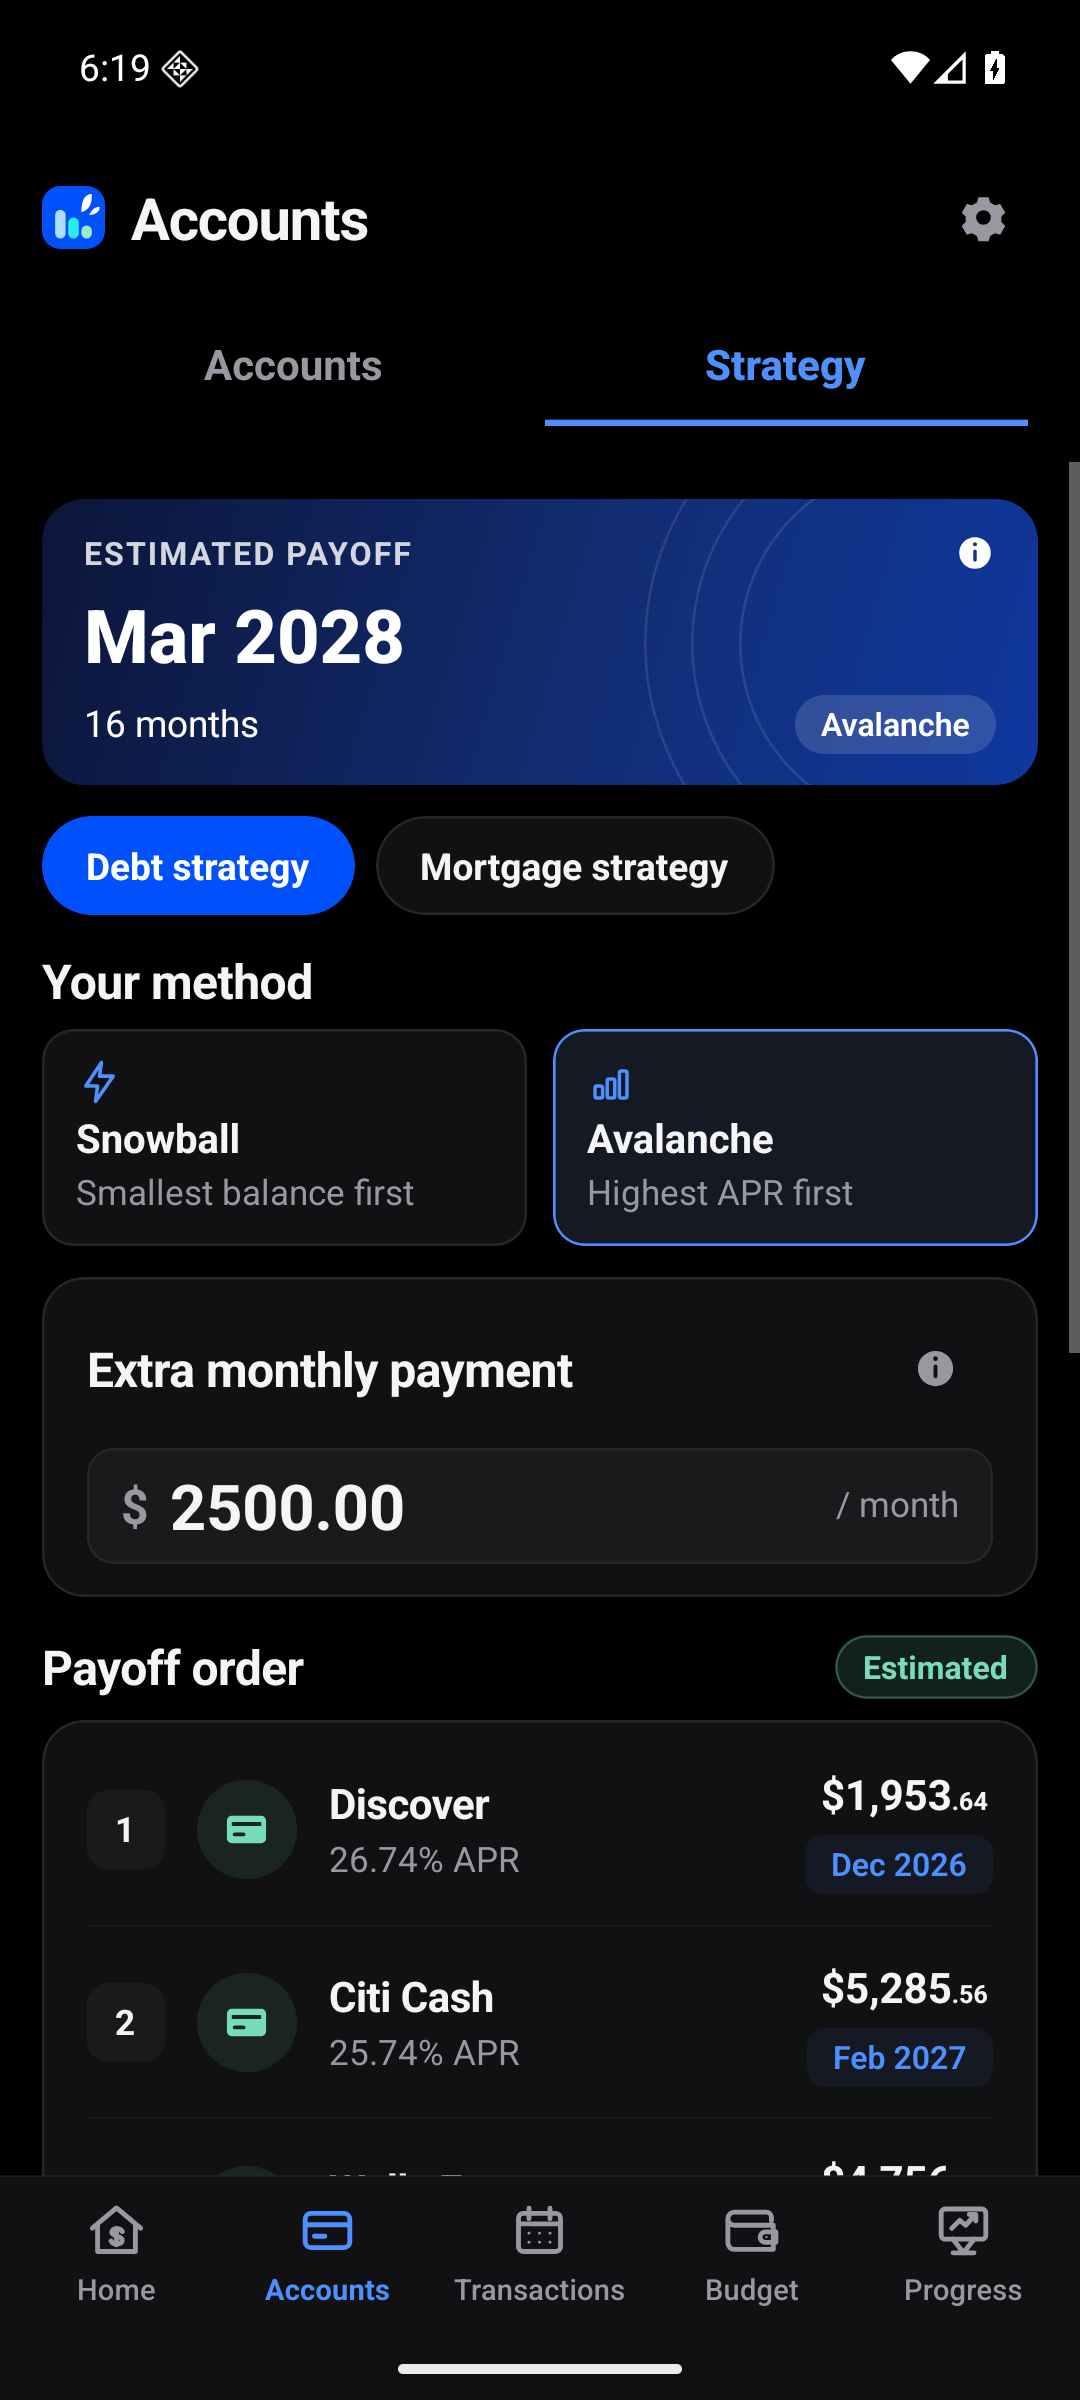 6:19
Accounts
Accounts
Strategy
ESTIMATED PAYOFF
Mar 2028
16 months
Avalanche
Debt strategy
Mortgage strategy
Your method
Snowball
Smallest balance first
Avalanche
Highest APR first
Extra monthly payment
$ 2500.00 / month
Payoff order
Estimated
1
Discover
26.74% APR
$1,953.64
Dec 2026
2
Citi Cash
25.74% APR
$5,285.56
Feb 2027
Home
Accounts
Transactions
Budget
Progress